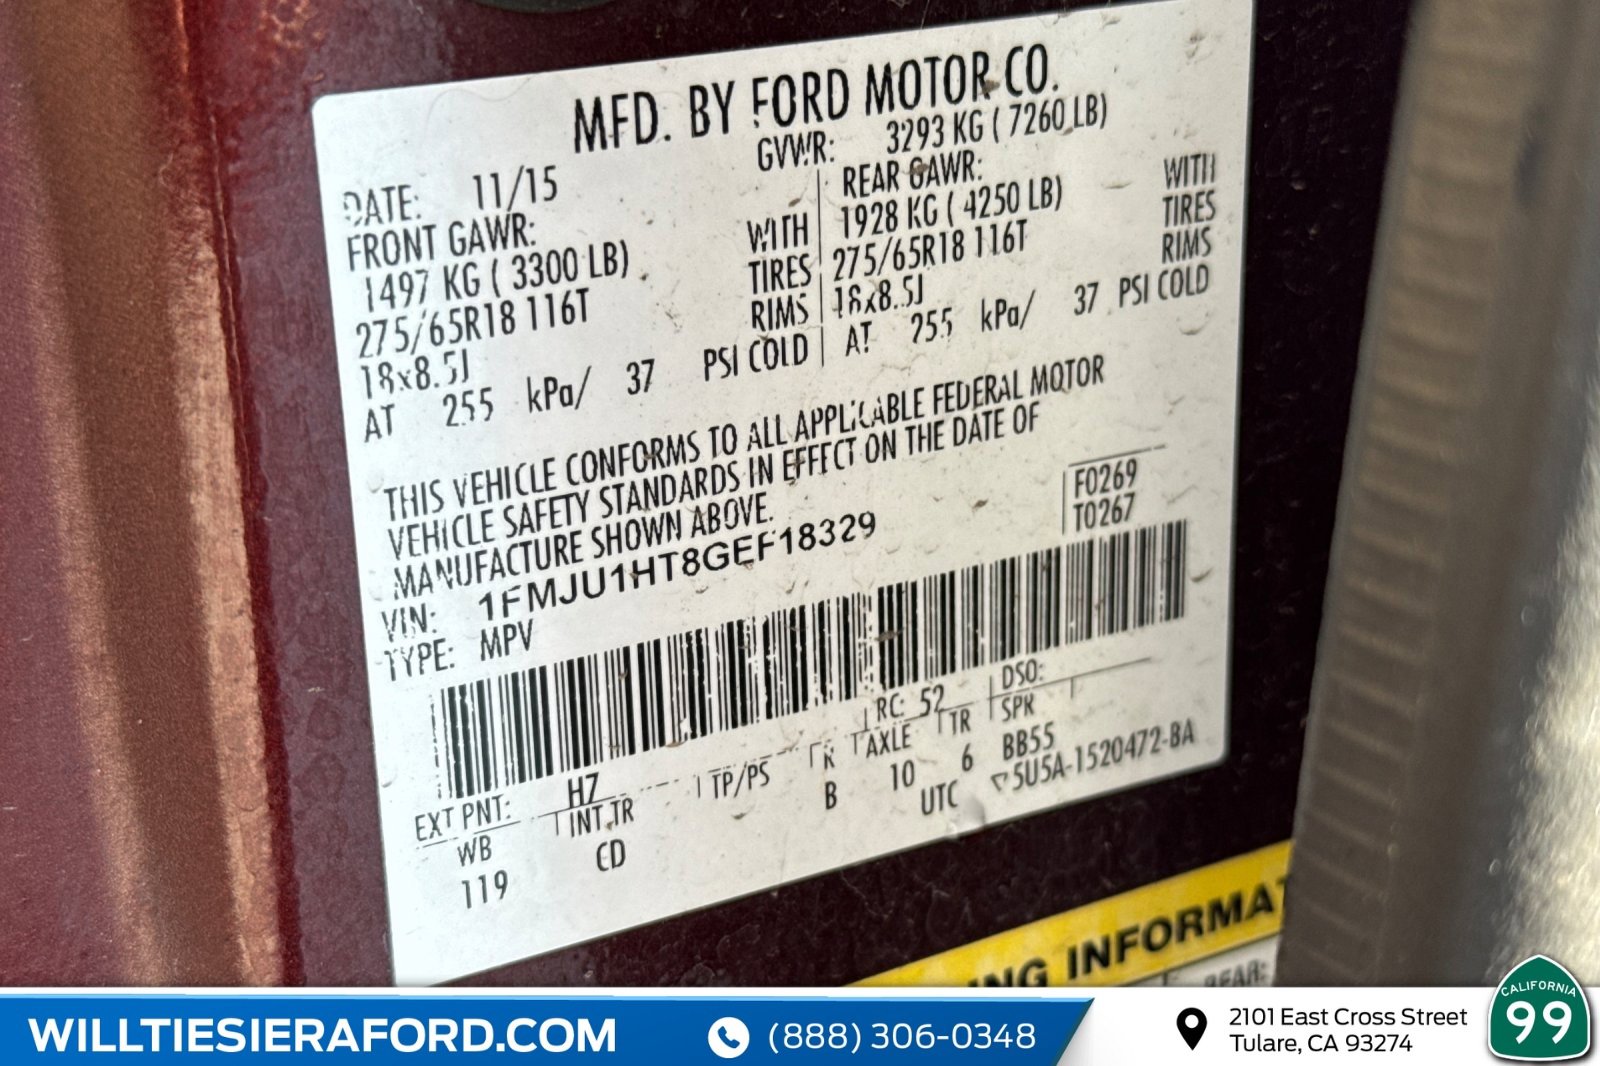 MFD. BY FORD MOTOR CO.
DATE: 11/15 GVWR: 3293 KG ( 7260 LB)
FRONT GAWR: REAR GAWR:
1497 KG ( 3300 LB) WITH 1928 KG ( 4250 LB) WITH
275/65R18 116T TIRES 275/65R18 116T TIRES
18x8.5J RIMS 18x8.5J RIMS
AT 255 kPa/ 37 PSI COLD AT 255 kPa/ 37 PSI COLD
THIS VEHICLE CONFORMS TO ALL APPLICABLE FEDERAL MOTOR
VEHICLE SAFETY STANDARDS IN EFFECT ON THE DATE OF
MANUFACTURE SHOWN ABOVE.
F0269
T0267
VIN: 1FMJU1HT8GEF18329
TYPE: MPV
EXT PNT: H7 RC: 52 DSO:
WB INT TR TP/PS R AXLE TR SPR
119 CD B 10 6 BB55
UTC 5U5A-1520472-BA
ING INFORMAT
REAR:
WILLTIESIERAFORD.COM
(888) 306-0348
2101 East Cross Street
Tulare, CA 93274
CALIFORNIA
99